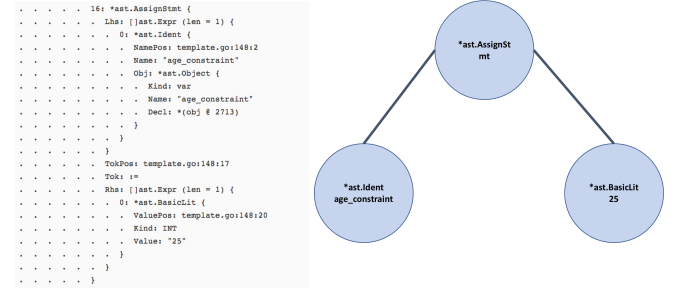 . . . . . 16: *ast.AssignStmt {
. . . . . . Lhs: []ast.Expr (len = 1) {
. . . . . . . 0: *ast.Ident {
. . . . . . . . NamePos: template.go:148:2
. . . . . . . . Name: "age_constraint"
. . . . . . . . Obj: *ast.Object {
. . . . . . . . . Kind: var
. . . . . . . . . Name: "age_constraint"
. . . . . . . . . Decl: *(obj @ 2713)
. . . . . . . . }
. . . . . . . }
. . . . . . }
. . . . . . TokPos: template.go:148:17
. . . . . . Tok: :=
. . . . . . Rhs: []ast.Expr (len = 1) {
. . . . . . . 0: *ast.BasicLit {
. . . . . . . . ValuePos: template.go:148:20
. . . . . . . . Kind: INT
. . . . . . . . Value: "25"
. . . . . . . }
. . . . . . }
. . . . . }
*ast.AssignSt
mt
*ast.Ident
age_constraint
*ast.BasicLit
25